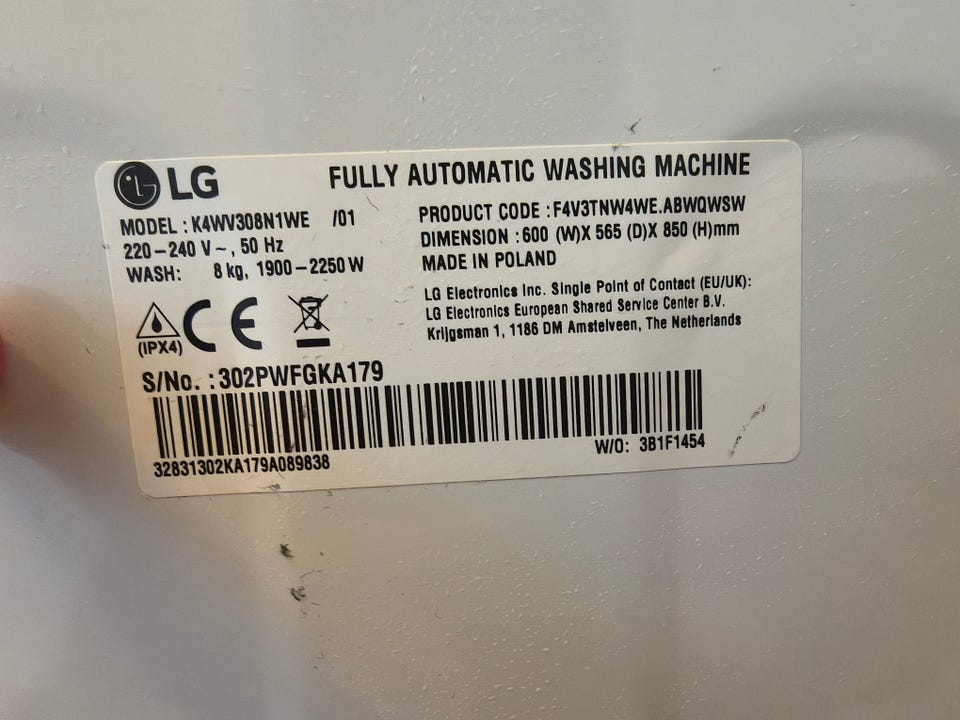 LG FULLY AUTOMATIC WASHING MACHINE
MODEL : K4WV308N1WE /01
220-240 V~, 50 Hz
WASH: 8 kg, 1900-2250 W
PRODUCT CODE : F4V3TNW4WE.ABWQWSW
DIMENSION : 600 (W)X 565 (D)X 850 (H)mm
MADE IN POLAND
LG Electronics Inc. Single Point of Contact (EU/UK):
LG Electronics European Shared Service Center B.V.
Krijgsman 1, 1186 DM Amstelveen, The Netherlands
(IPX4)
CE
S/No. : 302PWFGKA179
32831302KA179A089838
W/O: 3B1F1454